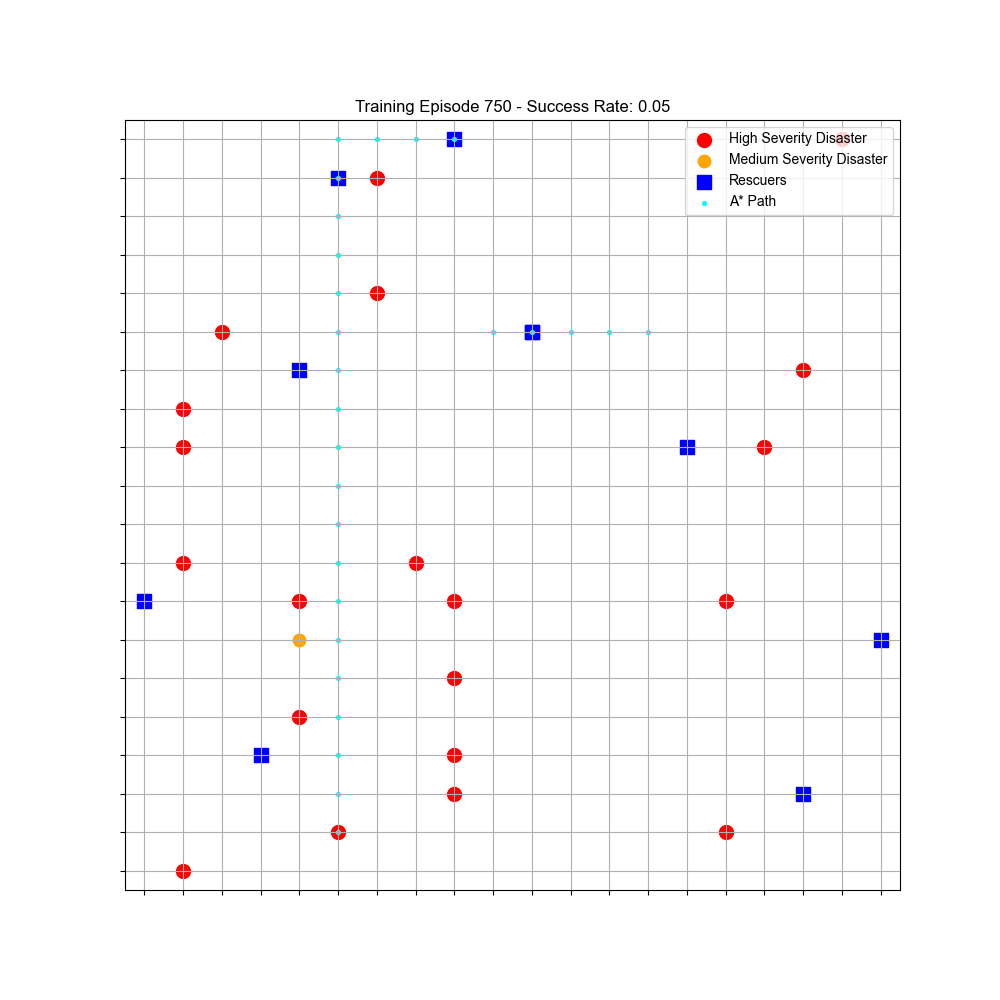 Training Episode 750 - Success Rate: 0.05
High Severity Disaster
Medium Severity Disaster
Rescuers
A* Path